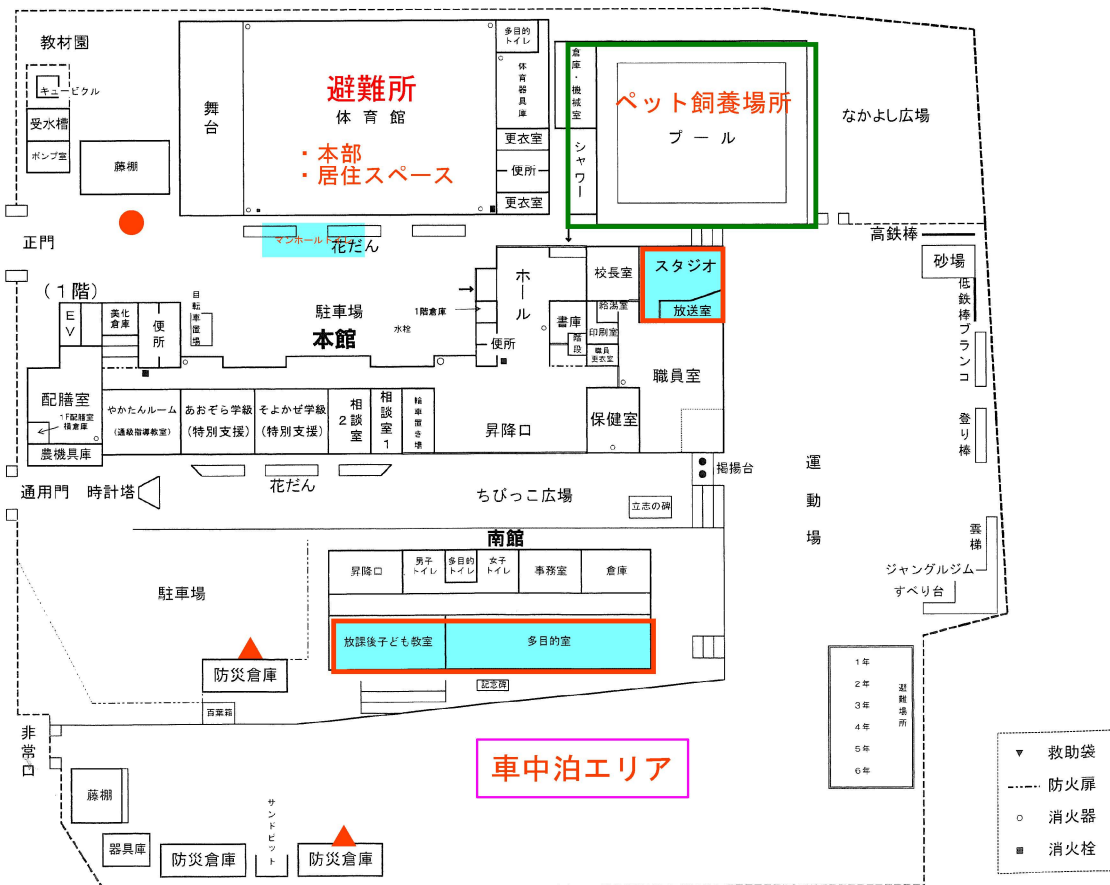 教材園
キュービクル
受水槽
ポンプ室
藤棚
正門
舞台
避難所
体育館
・本部
・居住スペース
多目的
トイレ
体育器具庫
更衣室
便所
更衣室
倉庫・機械室
シャワー
ペット飼養場所
プール
なかよし広場
高鉄棒
砂場
低鉄棒
ブランコ
登り棒
雲梯
ジャングルジム
すべり台
運動場
花だん
(1階)
EV
美化
倉庫
便所
自転車置場
駐車場
本館
水栓
1階倉庫
ホール
便所
書庫
階段
校長室
給湯室
印刷室
職員
更衣室
スタジオ
放送室
職員室
保健室
配膳室
1F配膳室
横倉庫
農機具庫
やかたんルーム
(通級指導教室)
あおぞら学級
(特別支援)
そよかぜ学級
(特別支援)
相談室2
相談室1
昇降口
掲揚台
通用門
時計塔
花だん
ちびっこ広場
立志の碑
南館
昇降口
男子
トイレ
多目的
トイレ
女子
トイレ
事務室
倉庫
放課後子ども教室
多目的室
記念碑
駐車場
防災倉庫
百葉箱
非常口
藤棚
器具庫
防災倉庫
サンドピット
防災倉庫
車中泊エリア
1年
2年
3年
4年
5年
6年
避難場所
救助袋
防火扉
消火器
消火栓